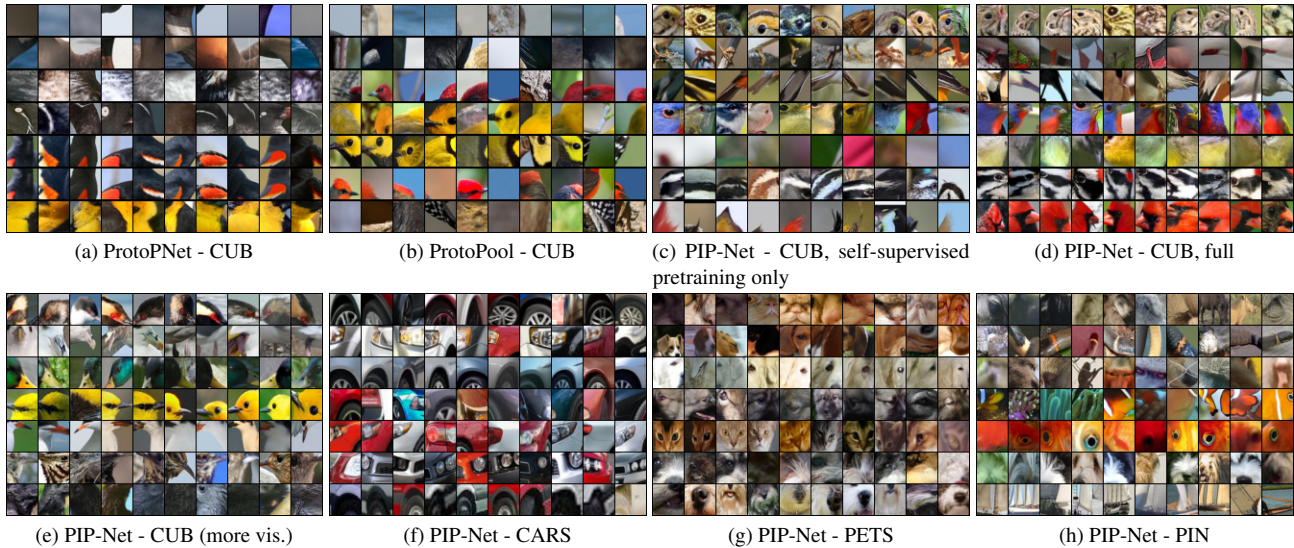 (a) ProtoPNet - CUB
(b) ProtoPool - CUB
(c) PIP-Net - CUB, self-supervised
pretraining only
(d) PIP-Net - CUB, full
(e) PIP-Net - CUB (more vis.)
(f) PIP-Net - CARS
(g) PIP-Net - PETS
(h) PIP-Net - PIN